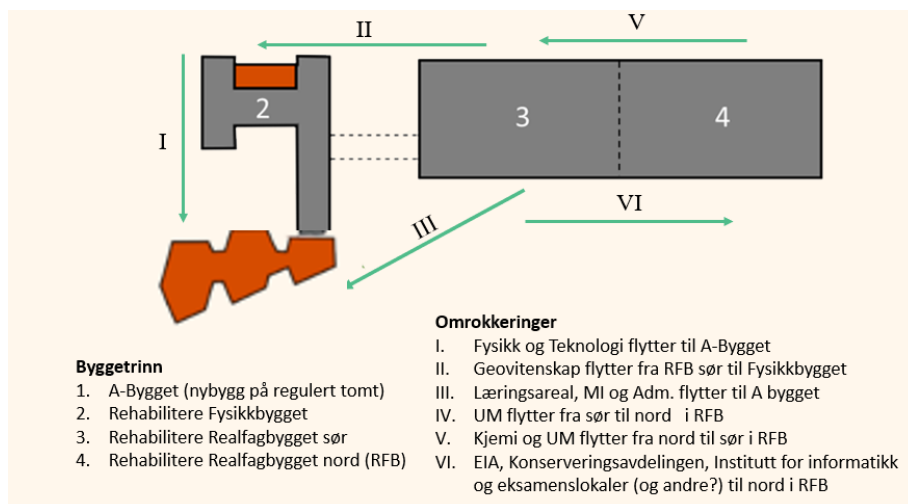 II
V
I
2
3
4
III
VI
Byggetrinn
1. A-Bygget (nybygg på regulert tomt)
2. Rehabilitere Fysikkbygget
3. Rehabilitere Realfagbygget sør
4. Rehabilitere Realfagbygget nord (RFB)
Omrokkeringer
I. Fysikk og Teknologi flytter til A-Bygget
II. Geovitenskap flytter fra RFB sør til Fysikkbygget
III. Læringsareal, MI og Adm. flytter til A bygget
IV. UM flytter fra sør til nord i RFB
V. Kjemi og UM flytter fra nord til sør i RFB
VI. EIA, Konserveringsavdelingen, Institutt for informatikk
og eksamenslokaler (og andre?) til nord i RFB